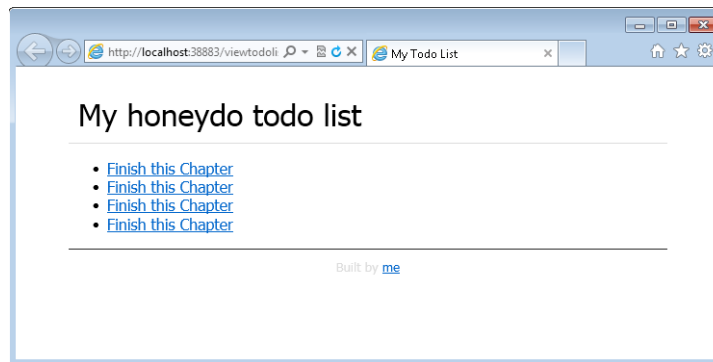 http://localhost:38883/viewtodoli
My Todo List
My honeydo todo list
Finish this Chapter
Finish this Chapter
Finish this Chapter
Finish this Chapter
Built by me